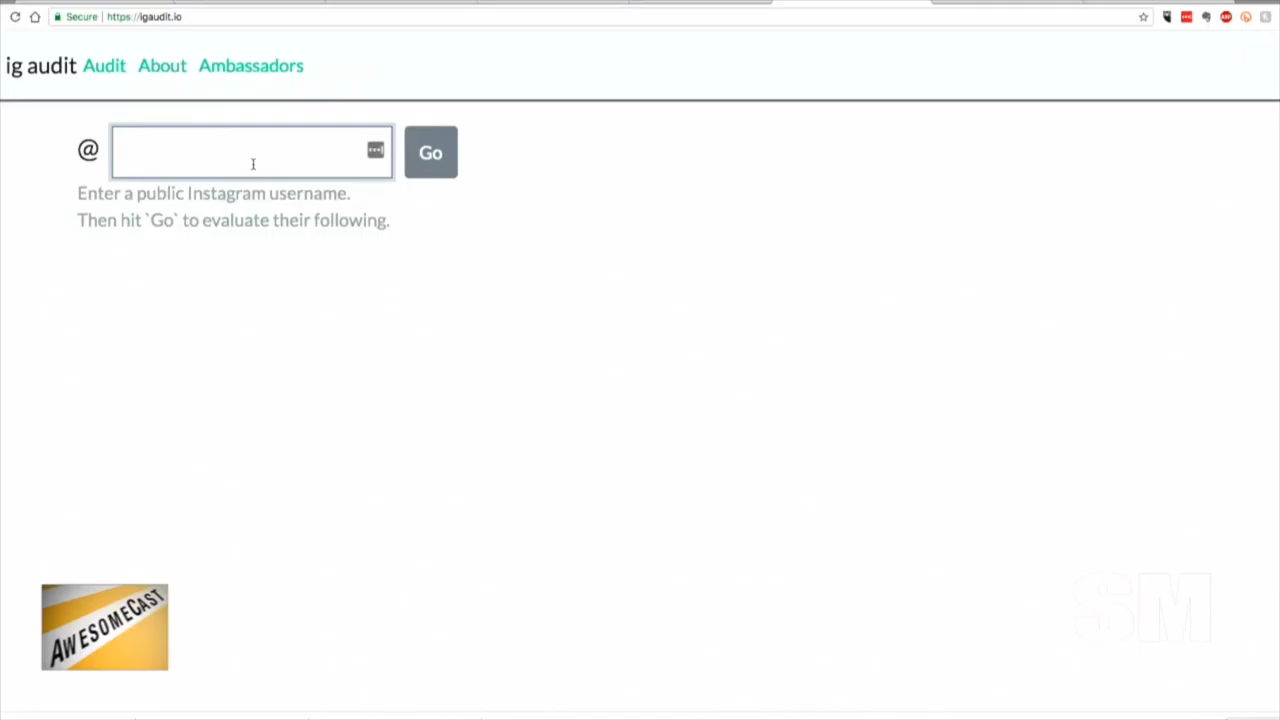 Secure | https://igaudit.io
ig audit Audit About Ambassadors
@ Go
Enter a public Instagram username.
Then hit `Go` to evaluate their following.
AWESOMECAST
SM